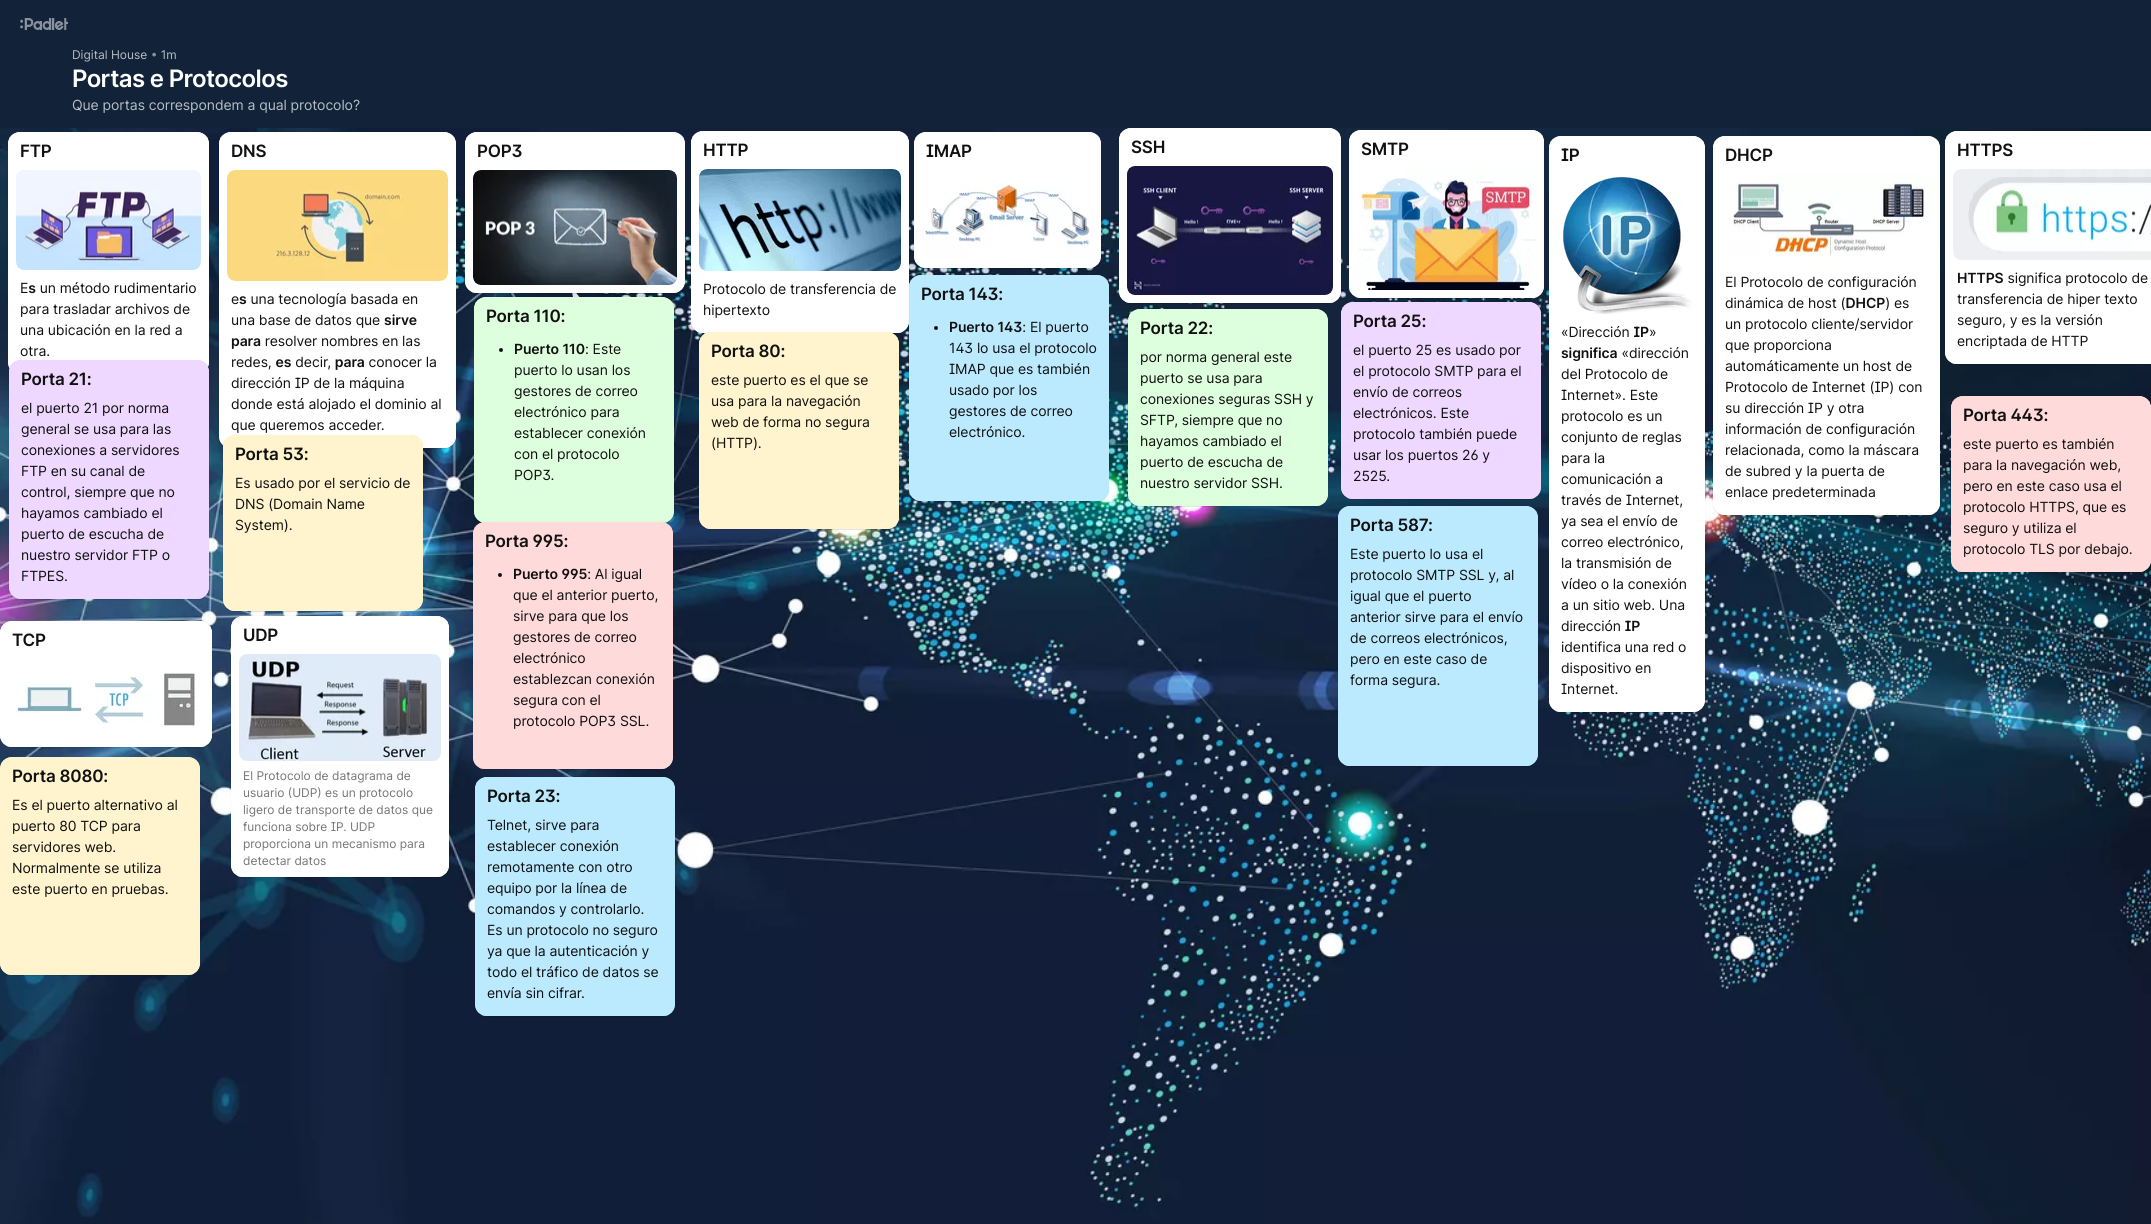 :Padlet
Digital House • 1m
Portas e Protocolos
Que portas correspondem a qual protocolo?
FTP
FTP
Es un método rudimentario
para trasladar archivos de
una ubicación en la red a
otra.
Porta 21:
el puerto 21 por norma
general se usa para las
conexiones a servidores
FTP en su canal de
control, siempre que no
hayamos cambiado el
puerto de escucha de
nuestro servidor FTP o
FTPES.
TCP
TCP
Porta 8080:
Es el puerto alternativo al
puerto 80 TCP para
servidores web.
Normalmente se utiliza
este puerto en pruebas.
DNS
domain.com
216.3.128.12
es una tecnología basada en
una base de datos que sirve
para resolver nombres en las
redes, es decir, para conocer la
dirección IP de la máquina
donde está alojado el dominio al
que queremos acceder.
Porta 53:
Es usado por el servicio de
DNS (Domain Name
System).
UDP
UDP
Request
Response
Response
Client
Server
El Protocolo de datagrama de
usuario (UDP) es un protocolo
ligero de transporte de datos que
funciona sobre IP. UDP
proporciona un mecanismo para
detectar datos
POP3
POP 3
Porta 110:
• Puerto 110: Este
puerto lo usan los
gestores de correo
electrónico para
establecer conexión
con el protocolo
POP3.
Porta 995:
• Puerto 995: Al igual
que el anterior puerto,
sirve para que los
gestores de correo
electrónico
establezcan conexión
segura con el
protocolo POP3 SSL.
Porta 23:
Telnet, sirve para
establecer conexión
remotamente con otro
equipo por la línea de
comandos y controlarlo.
Es un protocolo no seguro
ya que la autenticación y
todo el tráfico de datos se
envía sin cifrar.
HTTP
http://www
Protocolo de transferencia de
hipertexto
Porta 80:
este puerto es el que se
usa para la navegación
web de forma no segura
(HTTP).
IMAP
IMAP
IMAP
Email Server
Desktop PC
Tablet
Desktop PC
Porta 143:
• Puerto 143: El puerto
143 lo usa el protocolo
IMAP que es también
usado por los
gestores de correo
electrónico.
SSH
SSH CLIENT
SSH SERVER
Hello !
Hello !
Porta 22:
por norma general este
puerto se usa para
conexiones seguras SSH y
SFTP, siempre que no
hayamos cambiado el
puerto de escucha de
nuestro servidor SSH.
SMTP
SMTP
Porta 25:
el puerto 25 es usado por
el protocolo SMTP para el
envío de correos
electrónicos. Este
protocolo también puede
usar los puertos 26 y
2525.
Porta 587:
Este puerto lo usa el
protocolo SMTP SSL y, al
igual que el puerto
anterior sirve para el envío
de correos electrónicos,
pero en este caso de
forma segura.
IP
IP
«Dirección IP»
significa «dirección
del Protocolo de
Internet». Este
protocolo es un
conjunto de reglas
para la
comunicación a
través de Internet,
ya sea el envío de
correo electrónico,
la transmisión de
vídeo o la conexión
a un sitio web. Una
dirección IP
identifica una red o
dispositivo en
Internet.
DHCP
DHCP Client
Router
DHCP Server
DHCP
Dynamic Host
Configuration Protocol
El Protocolo de configuración
dinámica de host (DHCP) es
un protocolo cliente/servidor
que proporciona
automáticamente un host de
Protocolo de Internet (IP) con
su dirección IP y otra
información de configuración
relacionada, como la máscara
de subred y la puerta de
enlace predeterminada
HTTPS
https:/
HTTPS significa protocolo de
transferencia de hiper texto
seguro, y es la versión
encriptada de HTTP
Porta 443:
este puerto es también
para la navegación web,
pero en este caso usa el
protocolo HTTPS, que es
seguro y utiliza el
protocolo TLS por debajo.